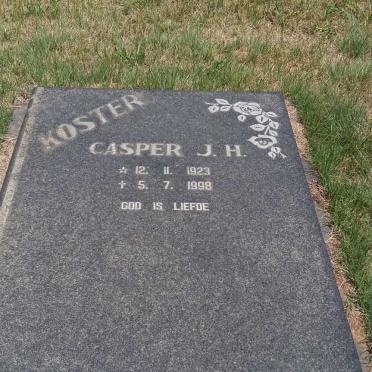 KOSTER
CASPER J. H.
☆ 12. 11. 1923
✝ 5. 7. 1998
GOD IS LIEFDE